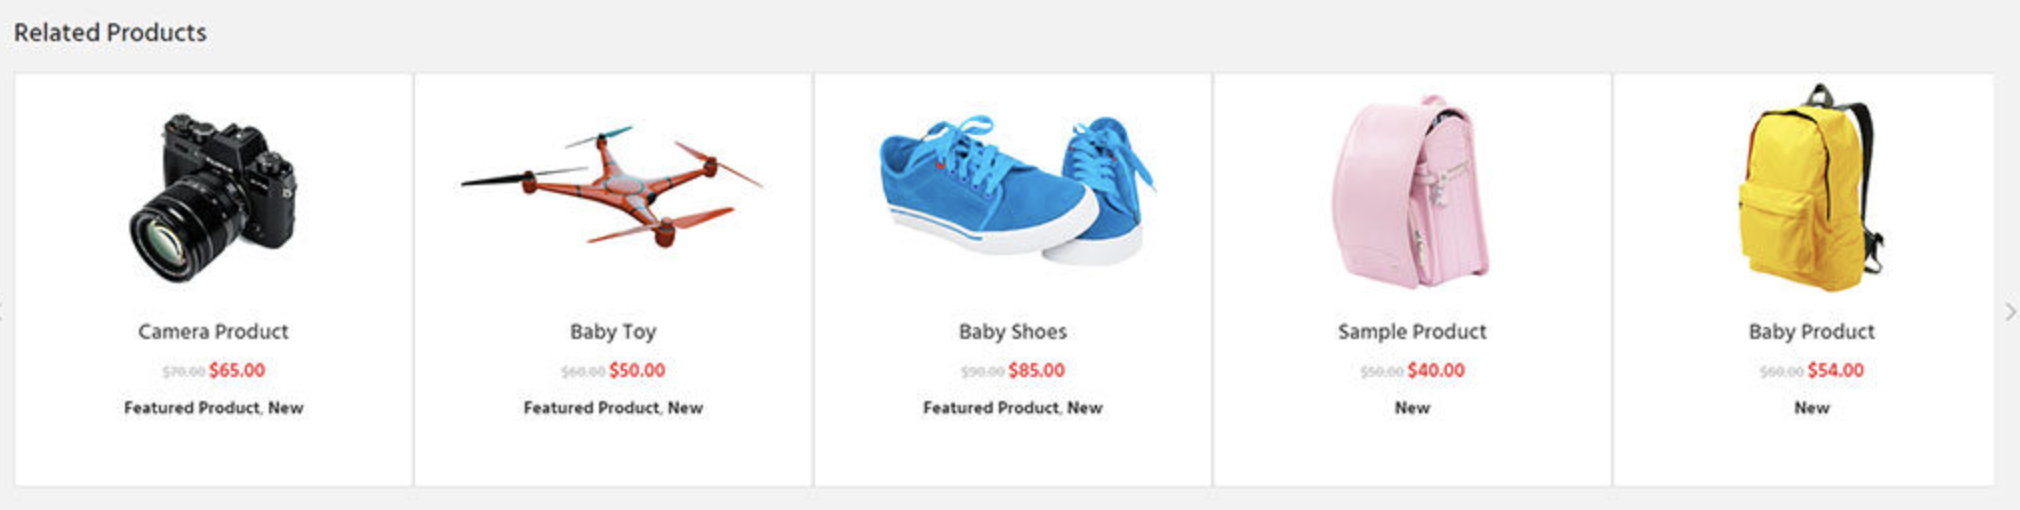 Related Products
Camera Product
$70.00 $65.00
Featured Product, New
Baby Toy
$60.00 $50.00
Featured Product, New
Baby Shoes
$90.00 $85.00
Featured Product, New
Sample Product
$50.00 $40.00
New
Baby Product
$60.00 $54.00
New